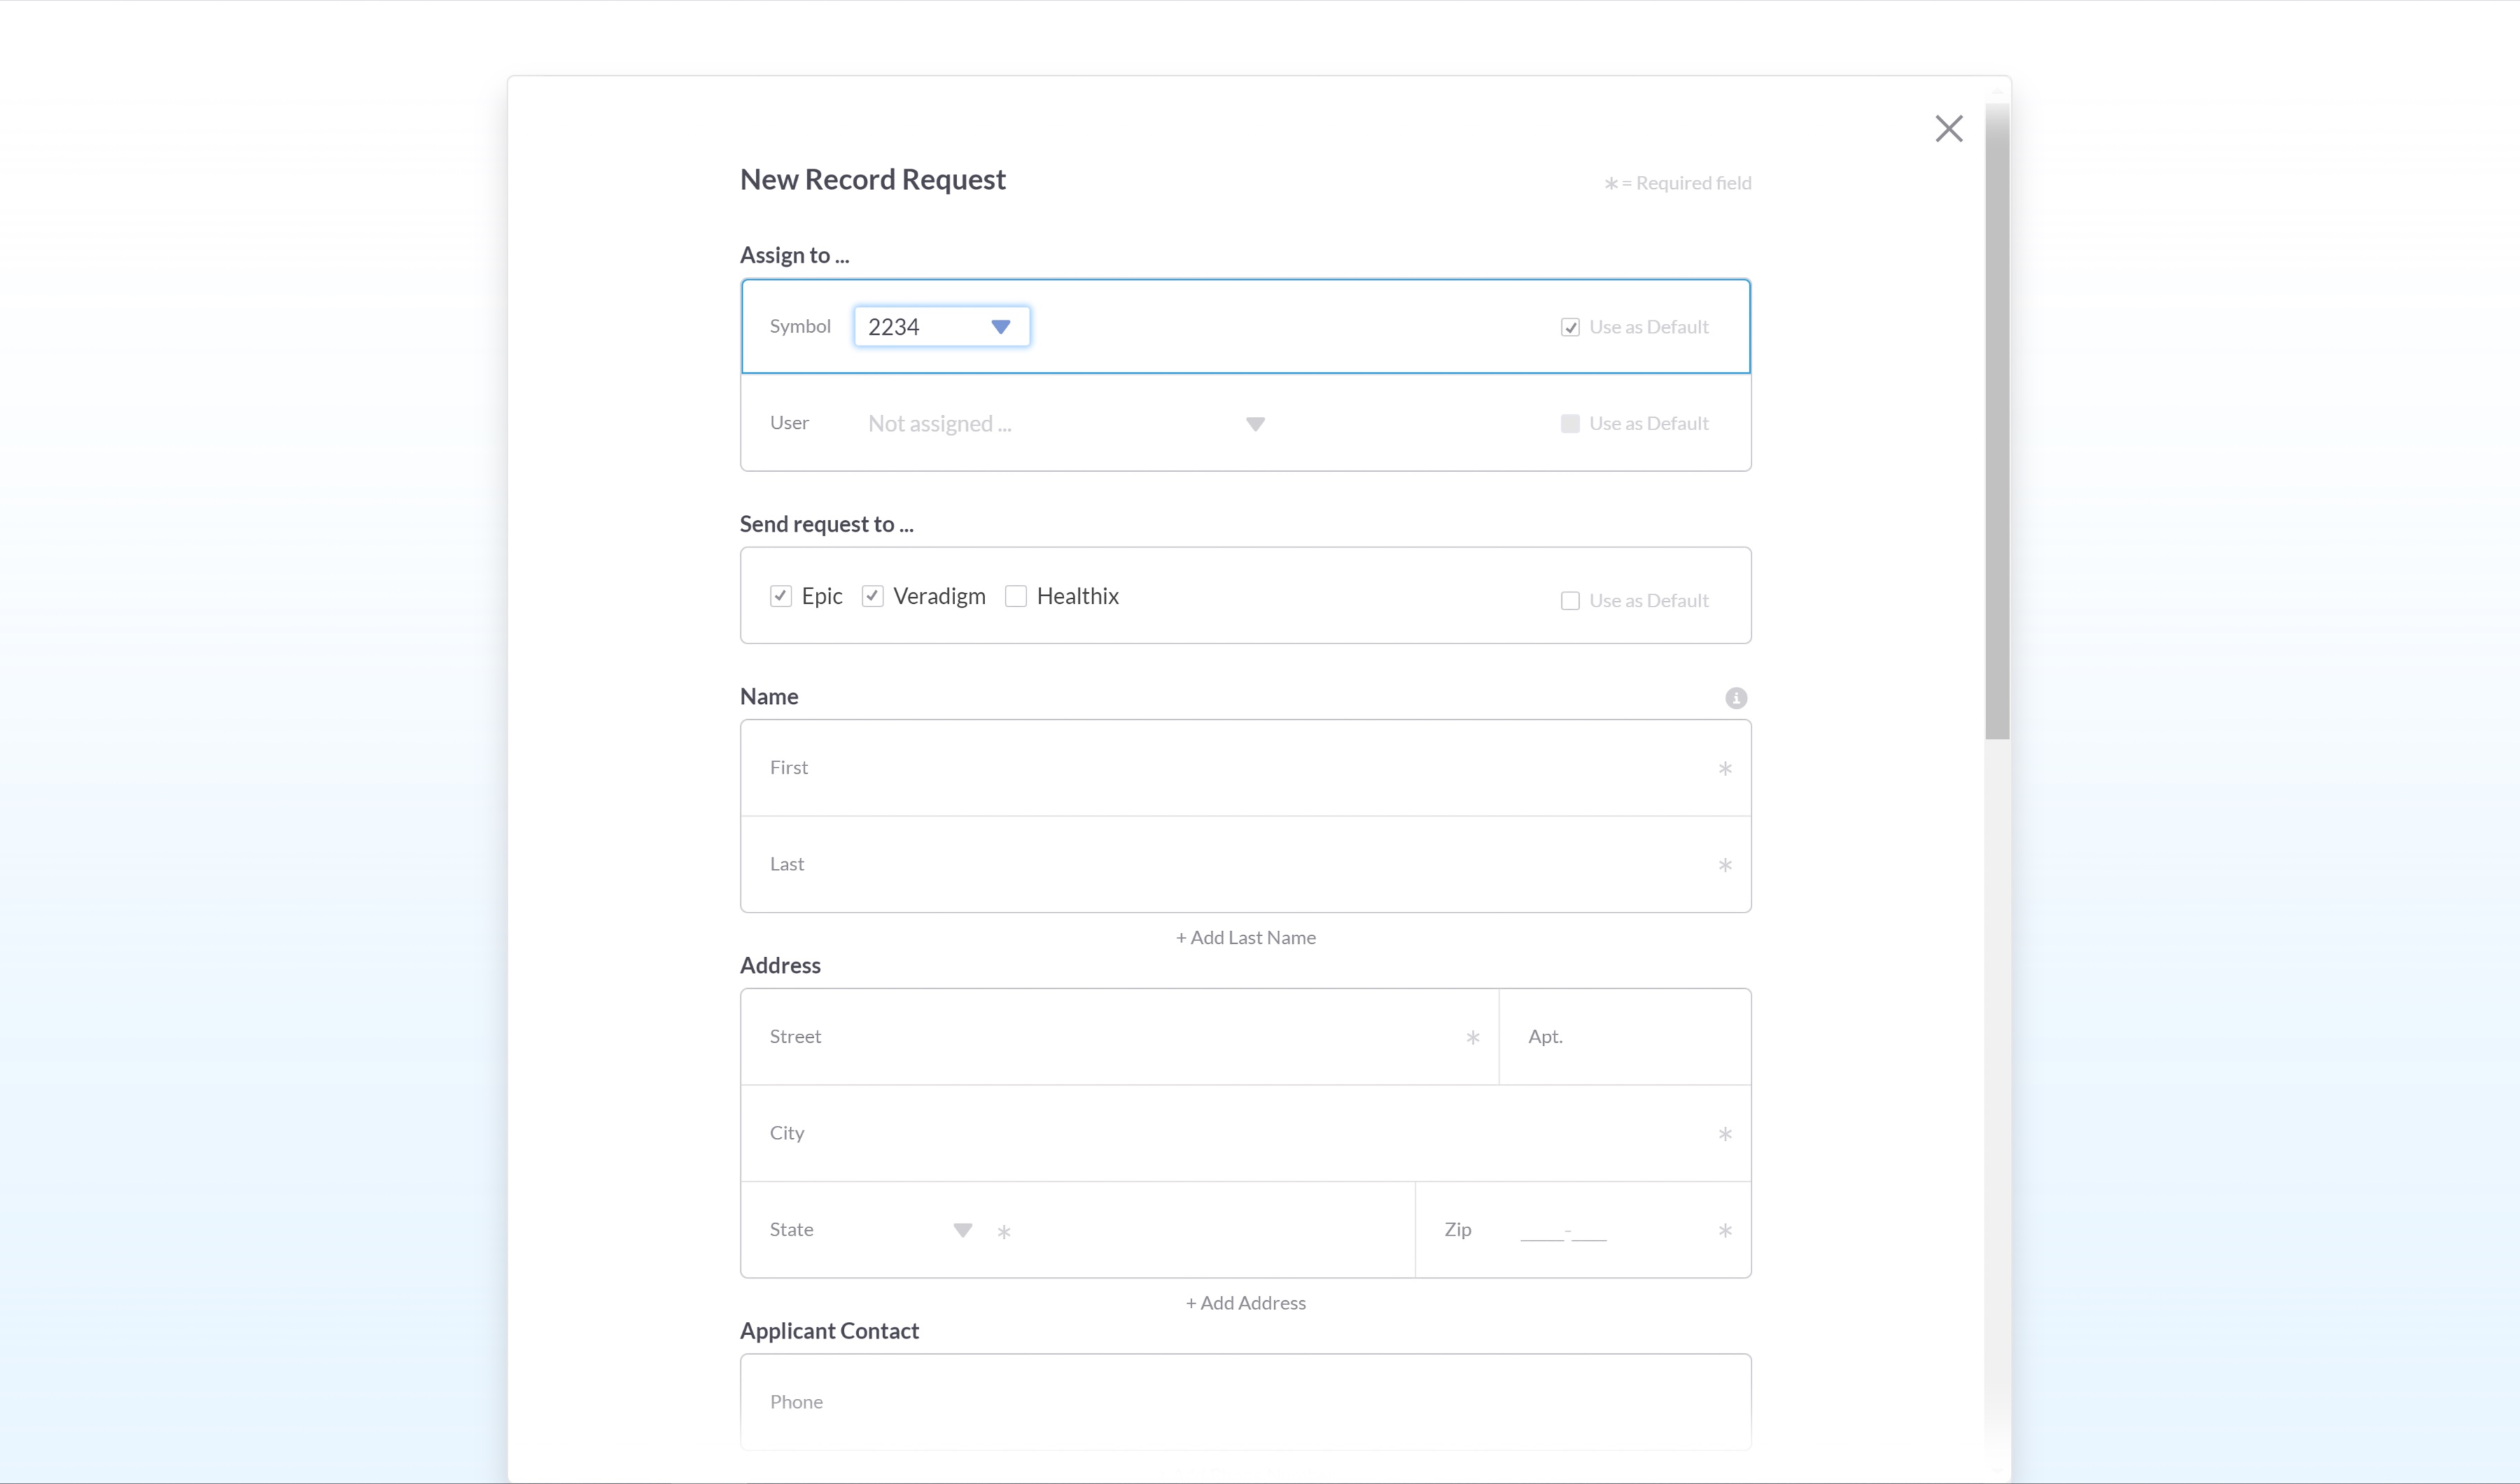 New Record Request
* = Required field
Assign to ...
Symbol 2234 Use as Default
User Not assigned ... Use as Default
Send request to ...
Epic Veradigm Healthix Use as Default
Name
First *
Last *
+ Add Last Name
Address
Street * Apt.
City *
State * Zip _____-____ *
+ Add Address
Applicant Contact
Phone